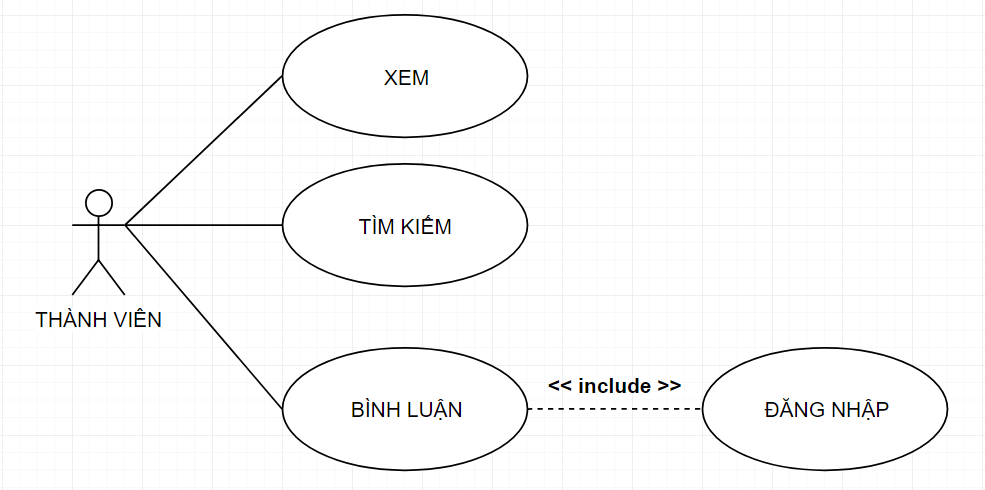 XEM
TÌM KIẾM
THÀNH VIÊN
<< include >>
BÌNH LUẬN
ĐĂNG NHẬP